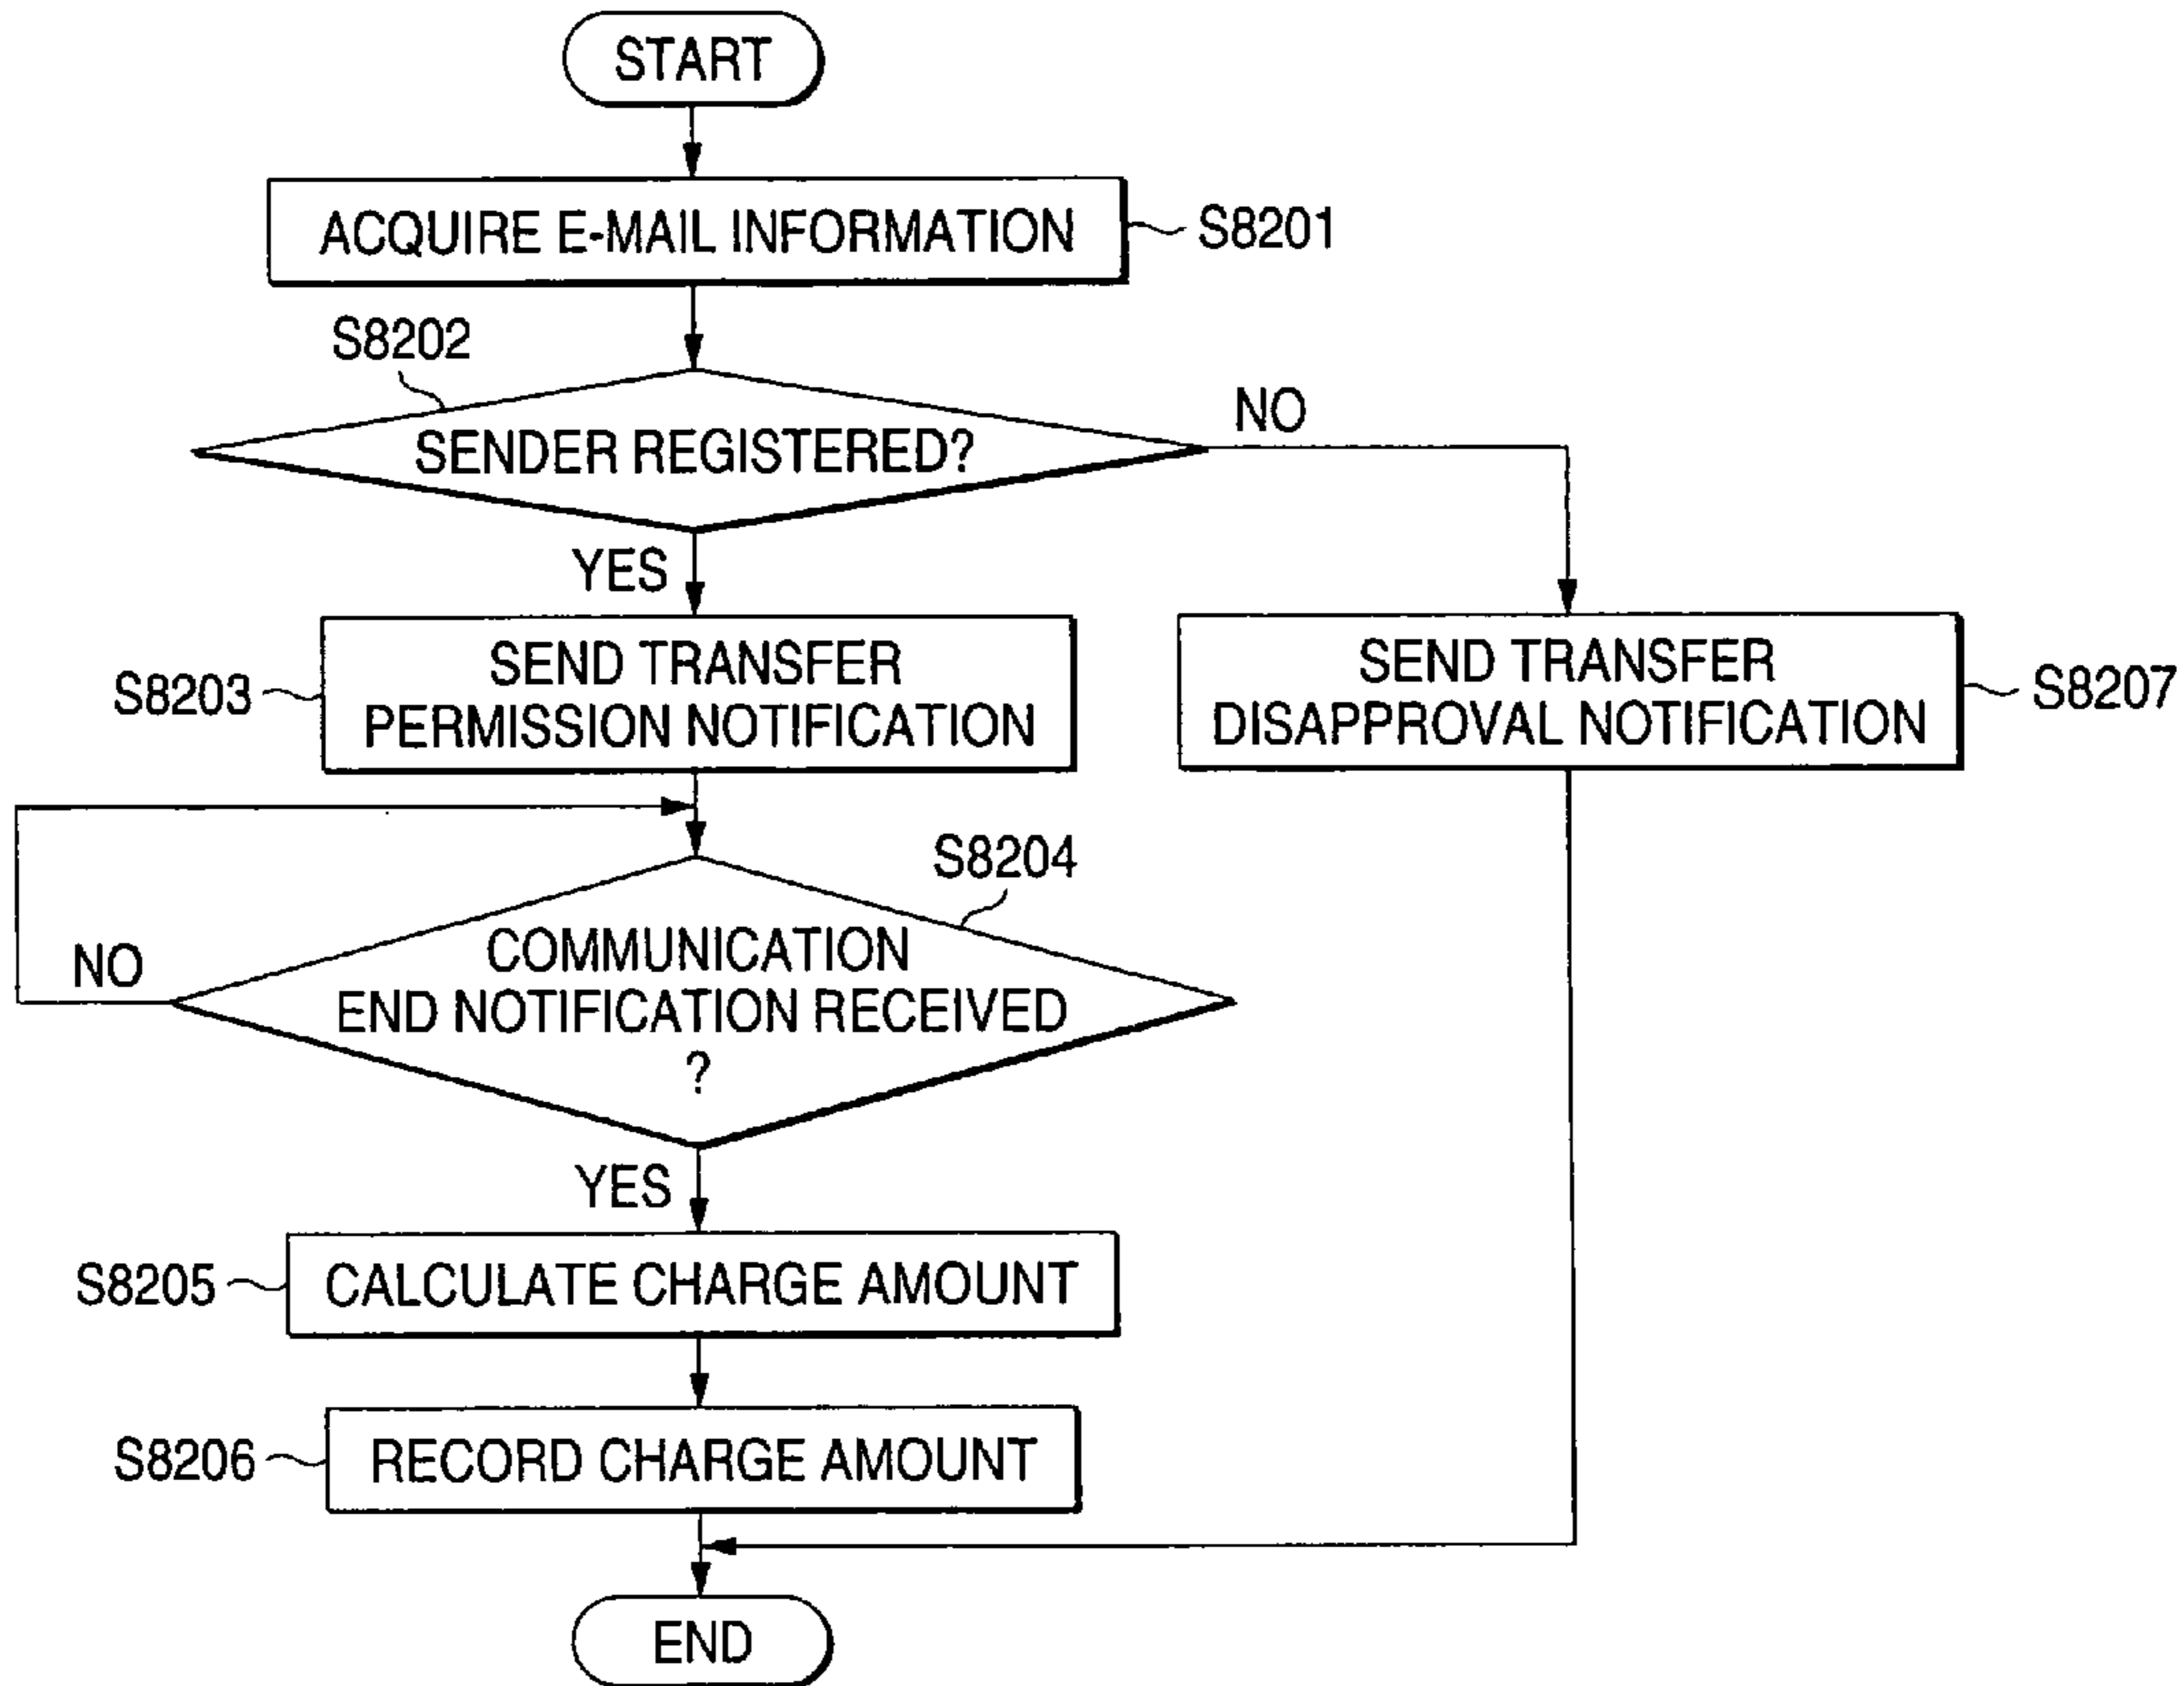 START
ACQUIRE E-MAIL INFORMATION
S8201
S8202
SENDER REGISTERED?
NO
YES
S8203
SEND TRANSFER
PERMISSION NOTIFICATION
SEND TRANSFER
DISAPPROVAL NOTIFICATION
S8207
S8204
NO
COMMUNICATION
END NOTIFICATION RECEIVED
?
YES
S8205
CALCULATE CHARGE AMOUNT
S8206
RECORD CHARGE AMOUNT
END